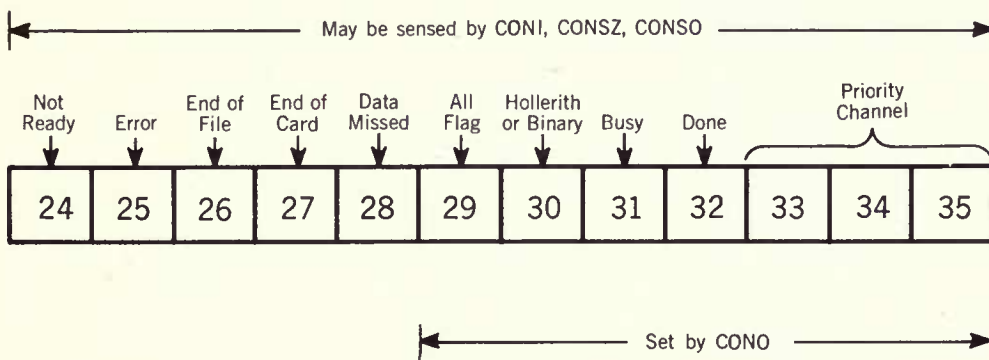 May be sensed by CONI, CONSZ, CONSO
Not Ready
Error
End of File
End of Card
Data Missed
All Flag
Hollerith or Binary
Busy
Done
Priority Channel
24 25 26 27 28 29 30 31 32 33 34 35
Set by CONO